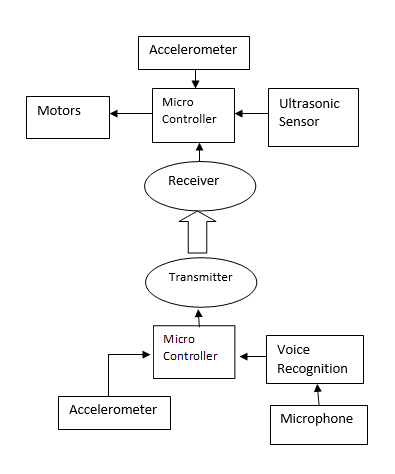 Accelerometer
Motors
Micro
Controller
Ultrasonic
Sensor
Receiver
Transmitter
Micro
Controller
Voice
Recognition
Accelerometer
Microphone